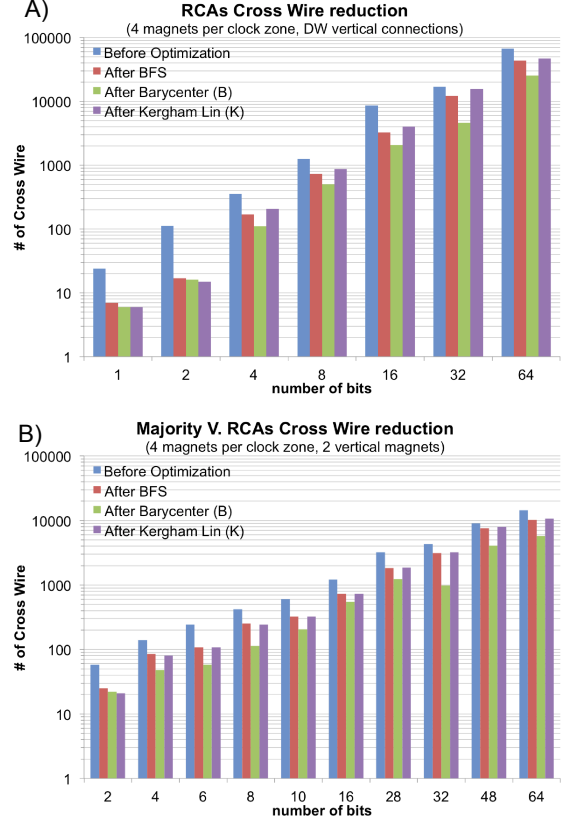 A)
RCAs Cross Wire reduction
(4 magnets per clock zone, DW vertical connections)
100000
10000
1000
100
10
1
# of Cross Wire
Before Optimization
After BFS
After Barycenter (B)
After Kergham Lin (K)
1 2 4 8 16 32 64
number of bits
B)
Majority V. RCAs Cross Wire reduction
(4 magnets per clock zone, 2 vertical magnets)
100000
10000
1000
100
10
1
# of Cross Wire
Before Optimization
After BFS
After Barycenter (B)
After Kergham Lin (K)
2 4 6 8 10 16 28 32 48 64
number of bits